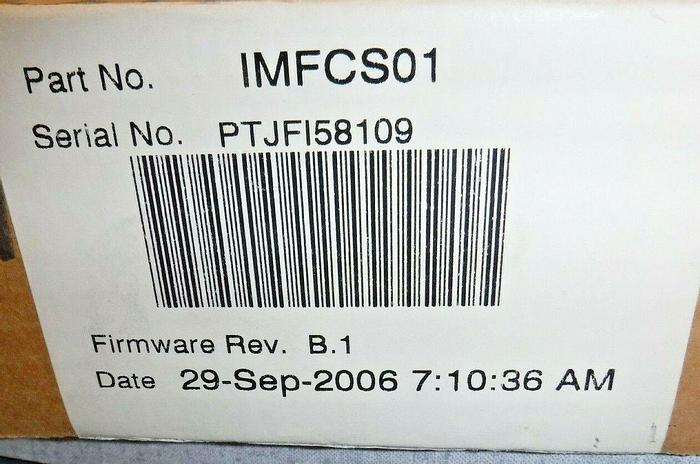 Part No. IMFCS01
Serial No. PTJFI58109
Firmware Rev. B.1
Date 29-Sep-2006 7:10:36 AM